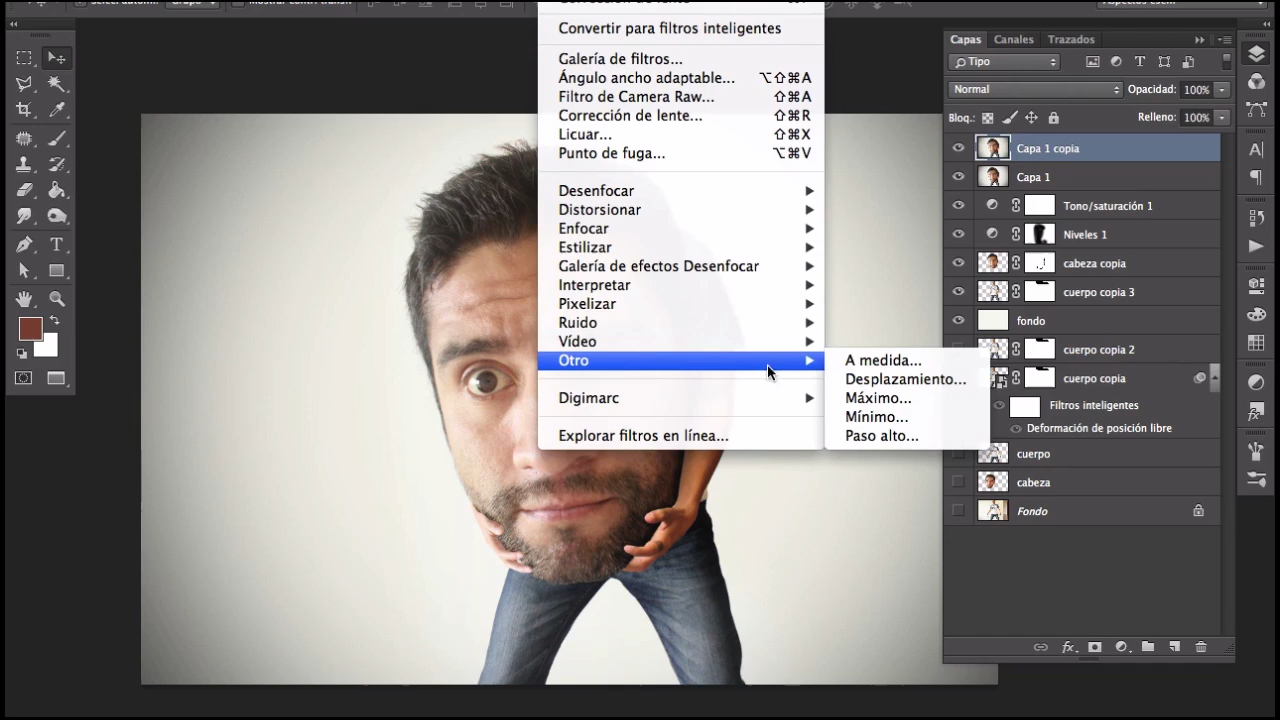 Convertir para filtros inteligentes
Galería de filtros...
Ángulo ancho adaptable... ⌥⇧⌘A
Filtro de Camera Raw... ⇧⌘A
Corrección de lente... ⇧⌘R
Licuar... ⇧⌘X
Punto de fuga... ⌥⌘V
Desenfocar
Distorsionar
Enfocar
Estilizar
Galería de efectos Desenfocar
Interpretar
Pixelizar
Ruido
Vídeo
Otro
Digimarc
Explorar filtros en línea...
A medida...
Desplazamiento...
Máximo...
Mínimo...
Paso alto...
Capas Canales Trazados
Tipo
Normal Opacidad: 100%
Bloq.: Relleno: 100%
Capa 1 copia
Capa 1
Tono/saturación 1
Niveles 1
cabeza copia
cuerpo copia 3
fondo
cuerpo copia 2
cuerpo copia
Filtros inteligentes
Deformación de posición libre
cuerpo
cabeza
Fondo